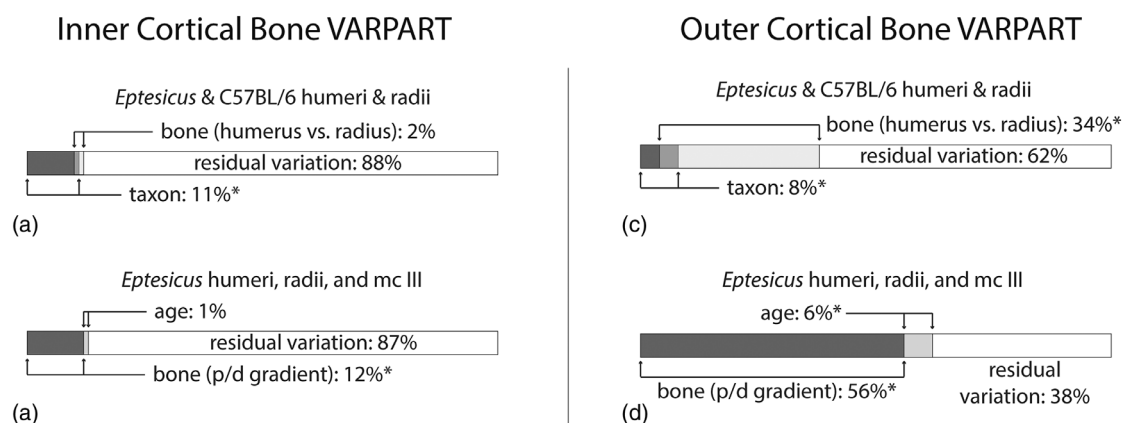 Inner Cortical Bone VARPART
Eptesicus & C57BL/6 humeri & radii
bone (humerus vs. radius): 2%
residual variation: 88%
taxon: 11%*
(a)
Eptesicus humeri, radii, and mc III
age: 1%
residual variation: 87%
bone (p/d gradient): 12%*
(a)
Outer Cortical Bone VARPART
Eptesicus & C57BL/6 humeri & radii
bone (humerus vs. radius): 34%*
residual variation: 62%
taxon: 8%*
(c)
Eptesicus humeri, radii, and mc III
age: 6%*
bone (p/d gradient): 56%*
residual
variation: 38%
(d)